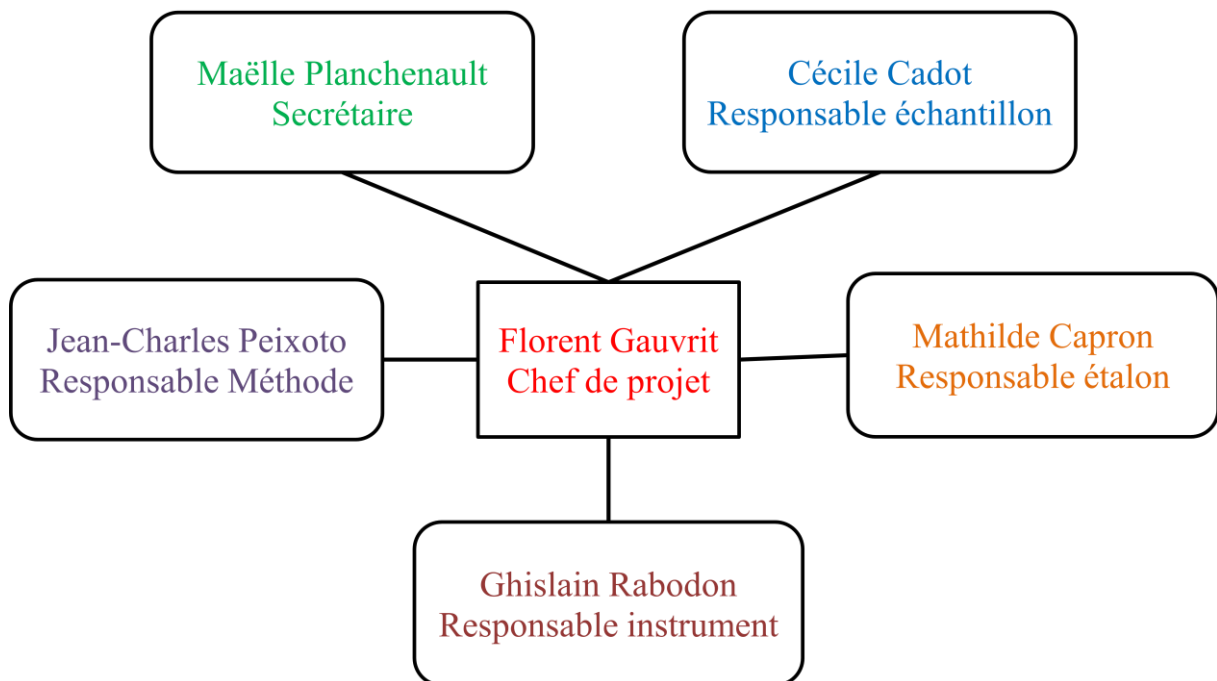 Maëlle Planchenault
Secrétaire
Cécile Cadot
Responsable échantillon
Jean-Charles Peixoto
Responsable Méthode
Florent Gauvrit
Chef de projet
Mathilde Capron
Responsable étalon
Ghislain Rabodon
Responsable instrument